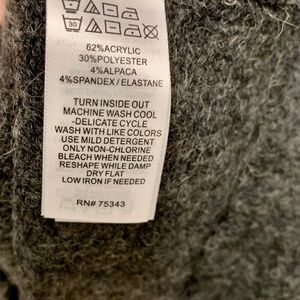 30
62%ACRYLIC
30%POLYESTER
4%ALPACA
4%SPANDEX / ELASTANE
TURN INSIDE OUT
MACHINE WASH COOL
-DELICATE CYCLE
WASH WITH LIKE COLORS
USE MILD DETERGENT
ONLY NON-CHLORINE
BLEACH WHEN NEEDED
RESHAPE WHILE DAMP
DRY FLAT
LOW IRON IF NEEDED
RN# 75343